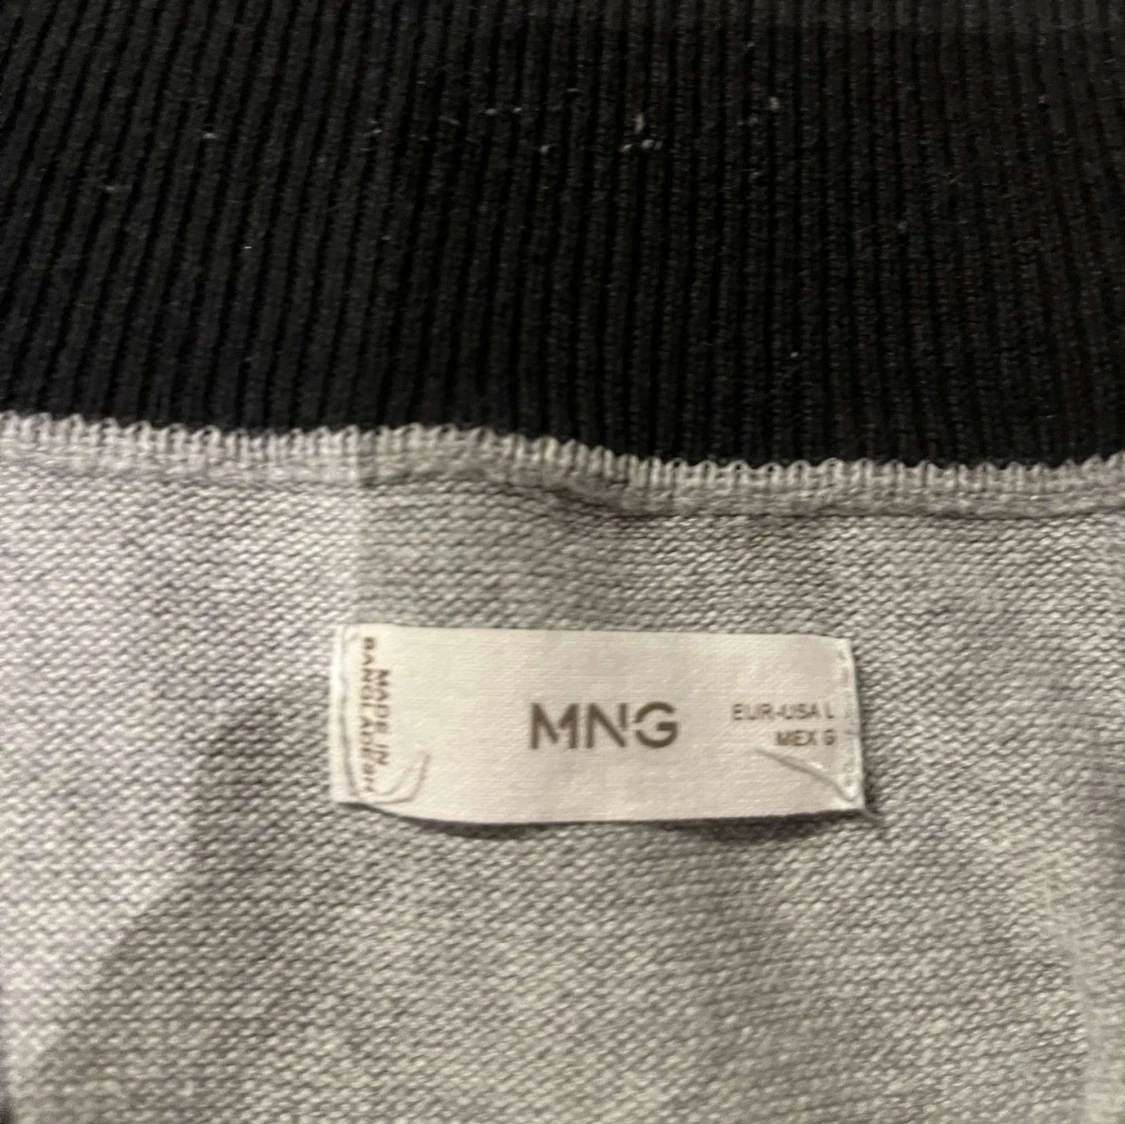 MADE IN
BANGLADESH
MNG
EUR-USA L
MEX G